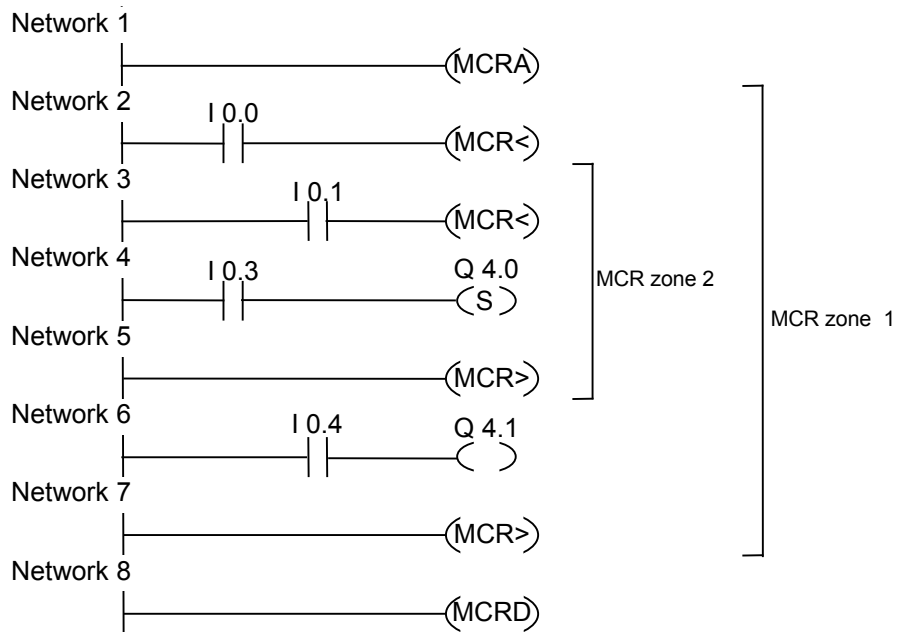 Network 1
(MCRA)
Network 2
I 0.0
(MCR<)
Network 3
I 0.1
(MCR<)
Network 4
I 0.3
Q 4.0
(S)
MCR zone 2
MCR zone 1
Network 5
(MCR>)
Network 6
I 0.4
Q 4.1
( )
Network 7
(MCR>)
Network 8
(MCRD)